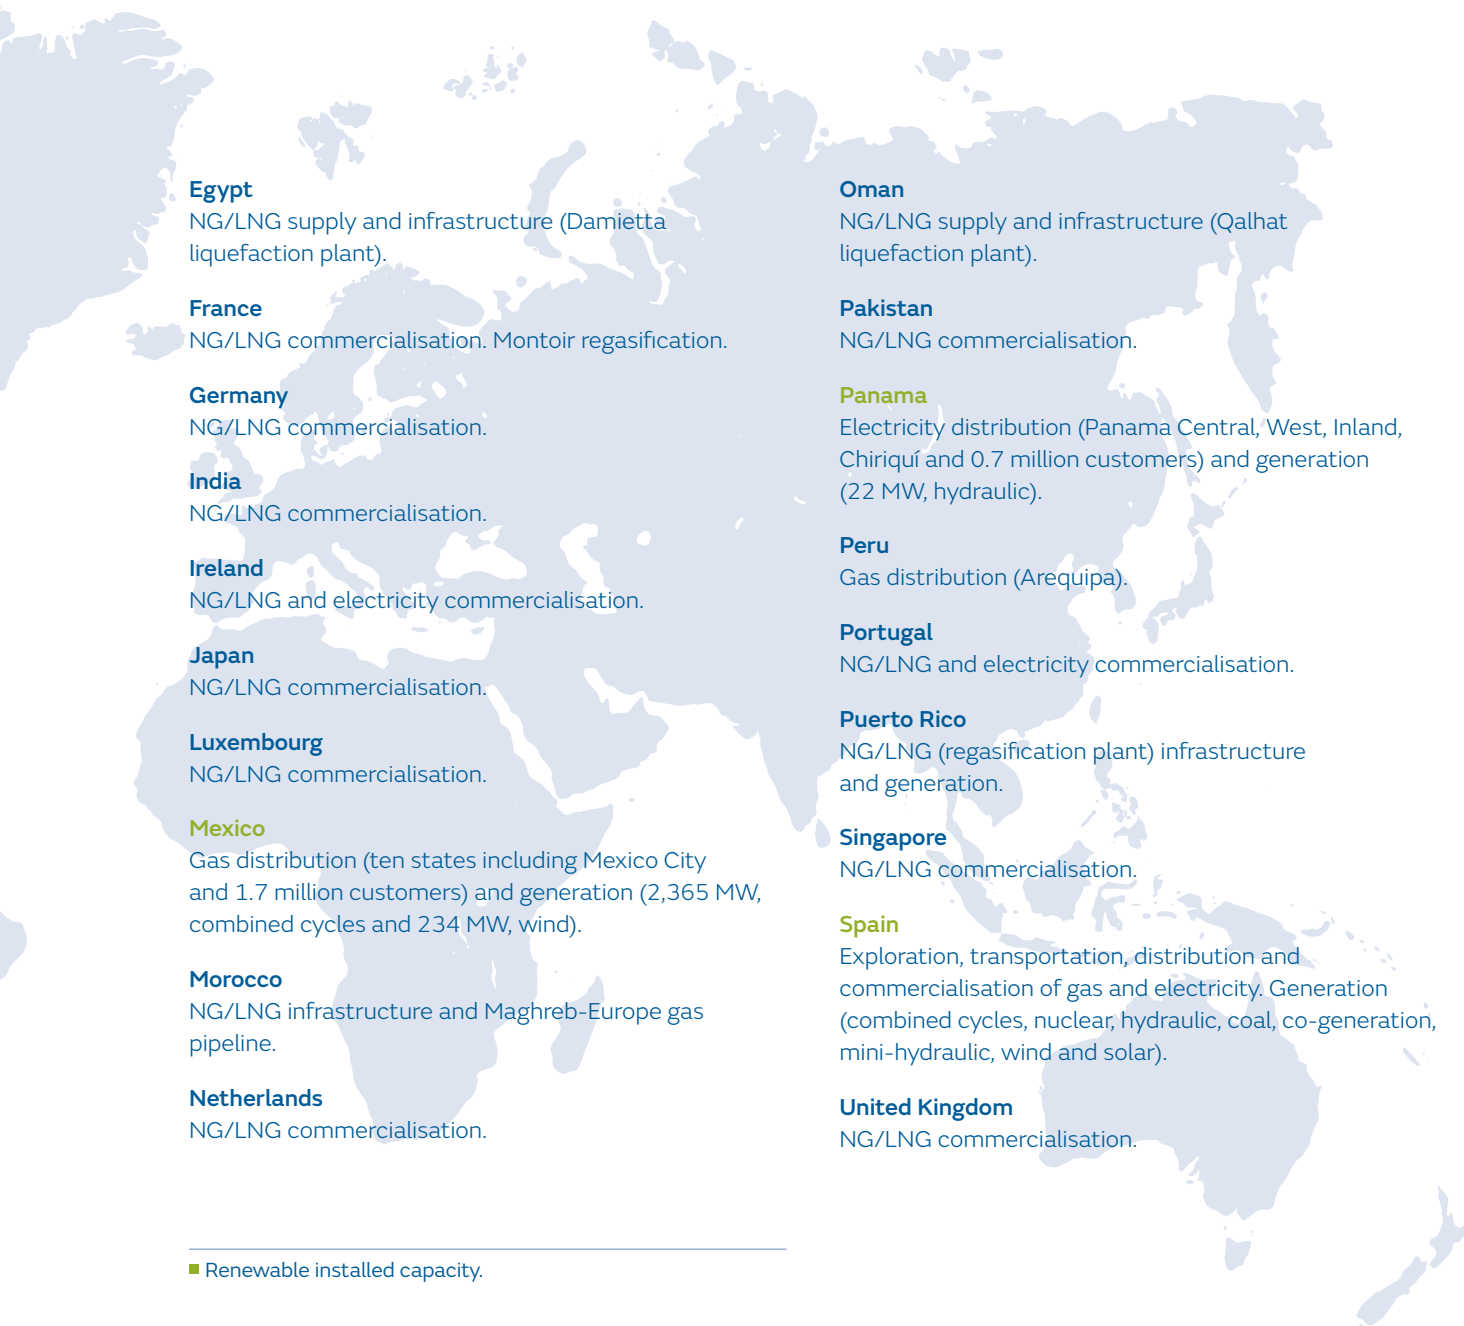 Egypt
NG/LNG supply and infrastructure (Damietta
liquefaction plant).
France
NG/LNG commercialisation. Montoir regasification.
Germany
NG/LNG commercialisation.
India
NG/LNG commercialisation.
Ireland
NG/LNG and electricity commercialisation.
Japan
NG/LNG commercialisation.
Luxembourg
NG/LNG commercialisation.
Mexico
Gas distribution (ten states including Mexico City
and 1.7 million customers) and generation (2,365 MW,
combined cycles and 234 MW, wind).
Morocco
NG/LNG infrastructure and Maghreb-Europe gas
pipeline.
Netherlands
NG/LNG commercialisation.
Oman
NG/LNG supply and infrastructure (Qalhat
liquefaction plant).
Pakistan
NG/LNG commercialisation.
Panama
Electricity distribution (Panama Central, West, Inland,
Chiriquí and 0.7 million customers) and generation
(22 MW, hydraulic).
Peru
Gas distribution (Arequipa).
Portugal
NG/LNG and electricity commercialisation.
Puerto Rico
NG/LNG (regasification plant) infrastructure
and generation.
Singapore
NG/LNG commercialisation.
Spain
Exploration, transportation, distribution and
commercialisation of gas and electricity. Generation
(combined cycles, nuclear, hydraulic, coal, co-generation,
mini-hydraulic, wind and solar).
United Kingdom
NG/LNG commercialisation.
Renewable installed capacity.